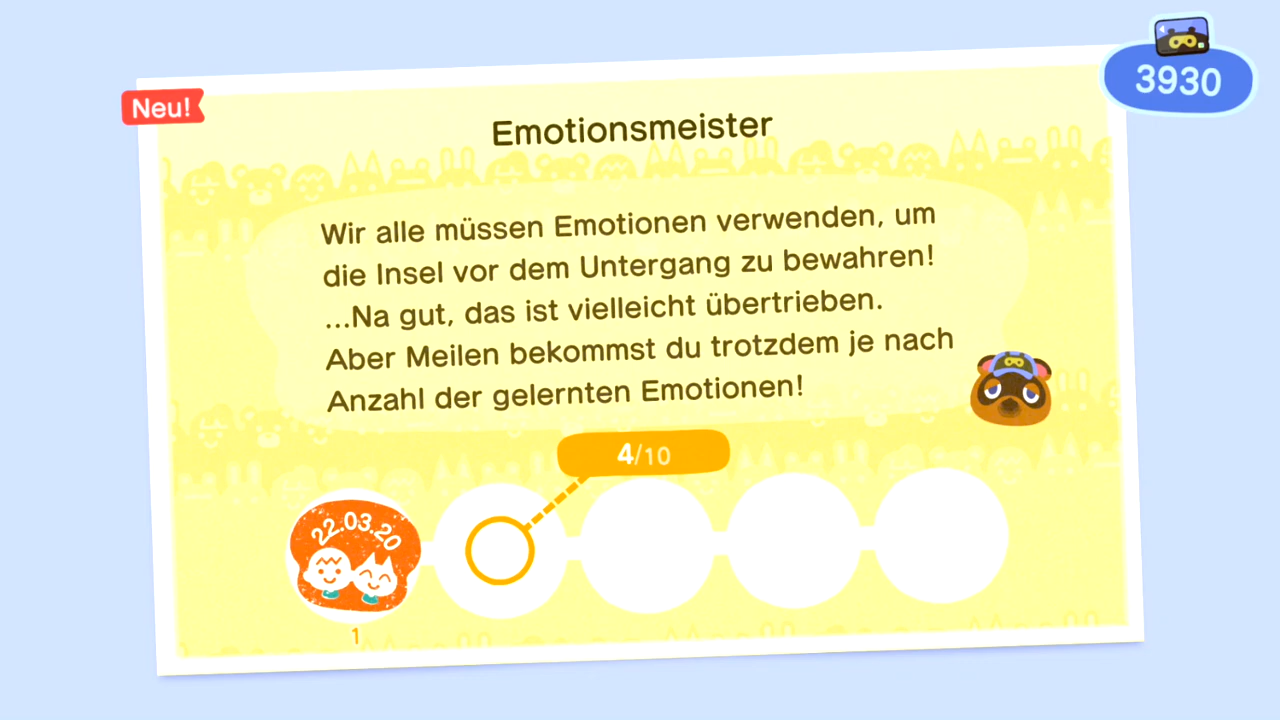 3930
Neu!
Emotionsmeister
Wir alle müssen Emotionen verwenden, um
die Insel vor dem Untergang zu bewahren!
...Na gut, das ist vielleicht übertrieben.
Aber Meilen bekommst du trotzdem je nach
Anzahl der gelernten Emotionen!
4/10
22.03.20
1